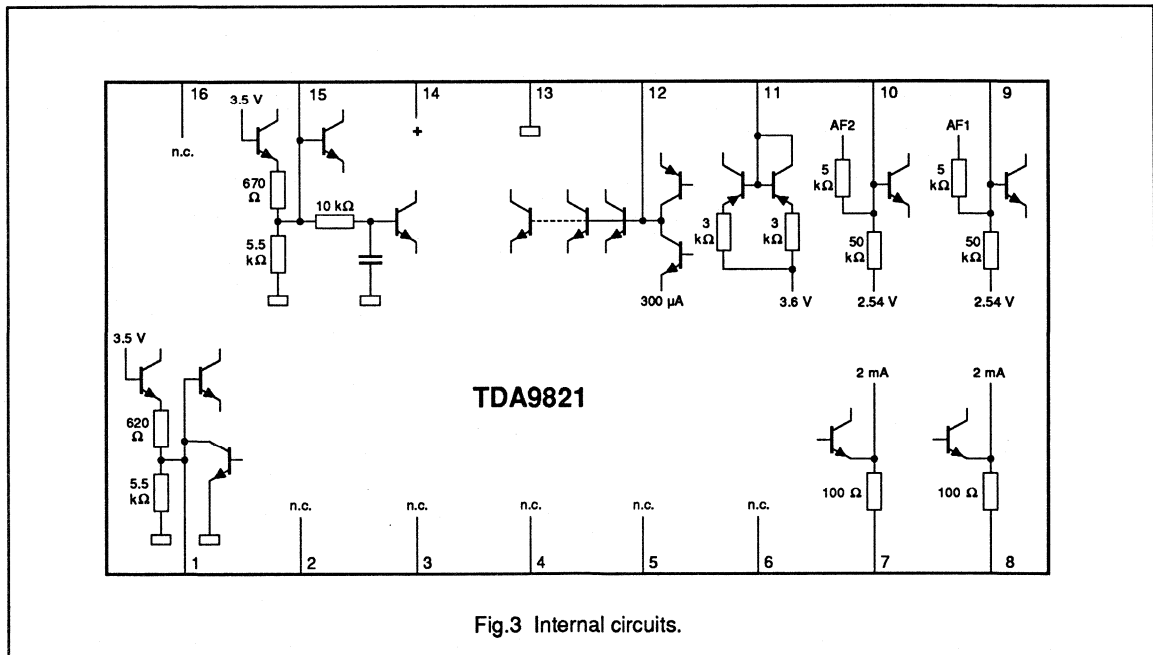 16
15
14
13
12
11
10
9
3.5 V
n.c.
+
AF2
AF1
5
kΩ
5
kΩ
670
Ω
10 kΩ
3
kΩ
3
kΩ
5.5
kΩ
50
kΩ
50
kΩ
300 µA
3.6 V
2.54 V
2.54 V
3.5 V
2 mA
2 mA
TDA9821
620
Ω
5.5
kΩ
100 Ω
100 Ω
n.c.
n.c.
n.c.
n.c.
n.c.
1
2
3
4
5
6
7
8
Fig.3 Internal circuits.